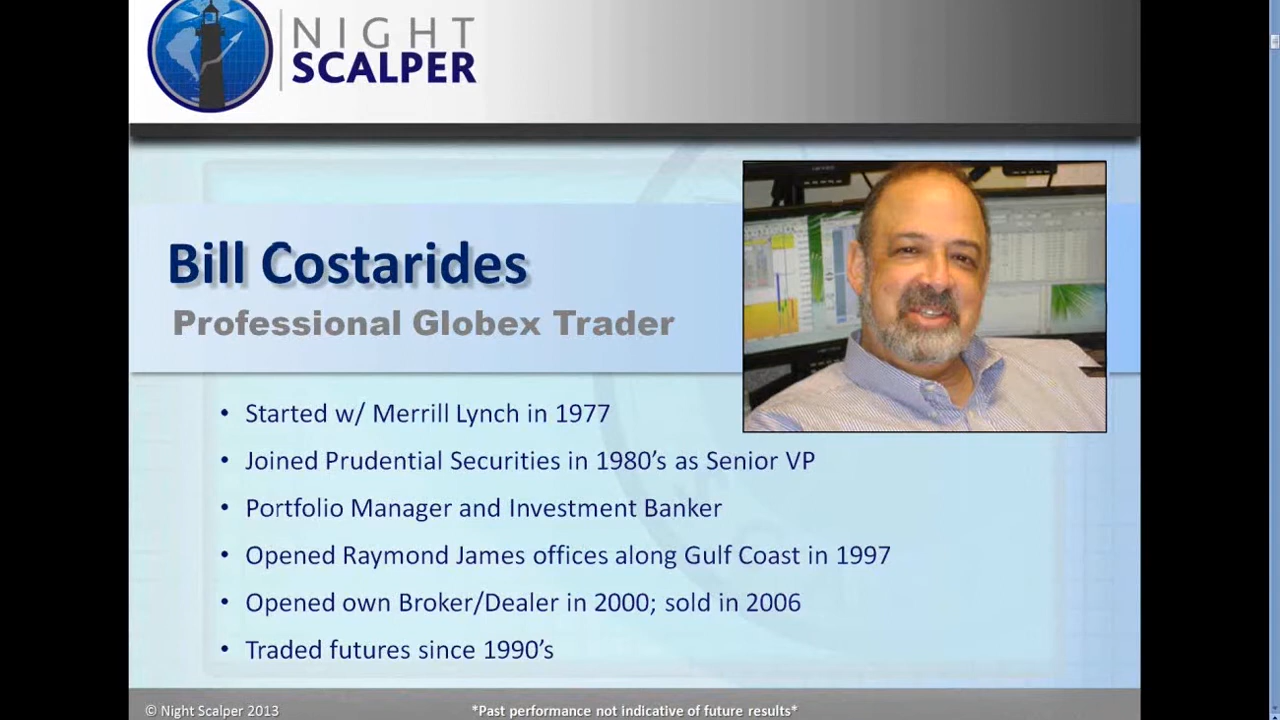 NIGHT
SCALPER
Bill Costarides
Professional Globex Trader
• Started w/ Merrill Lynch in 1977
• Joined Prudential Securities in 1980’s as Senior VP
• Portfolio Manager and Investment Banker
• Opened Raymond James offices along Gulf Coast in 1997
• Opened own Broker/Dealer in 2000; sold in 2006
• Traded futures since 1990’s
© Night Scalper 2013
*Past performance not indicative of future results*